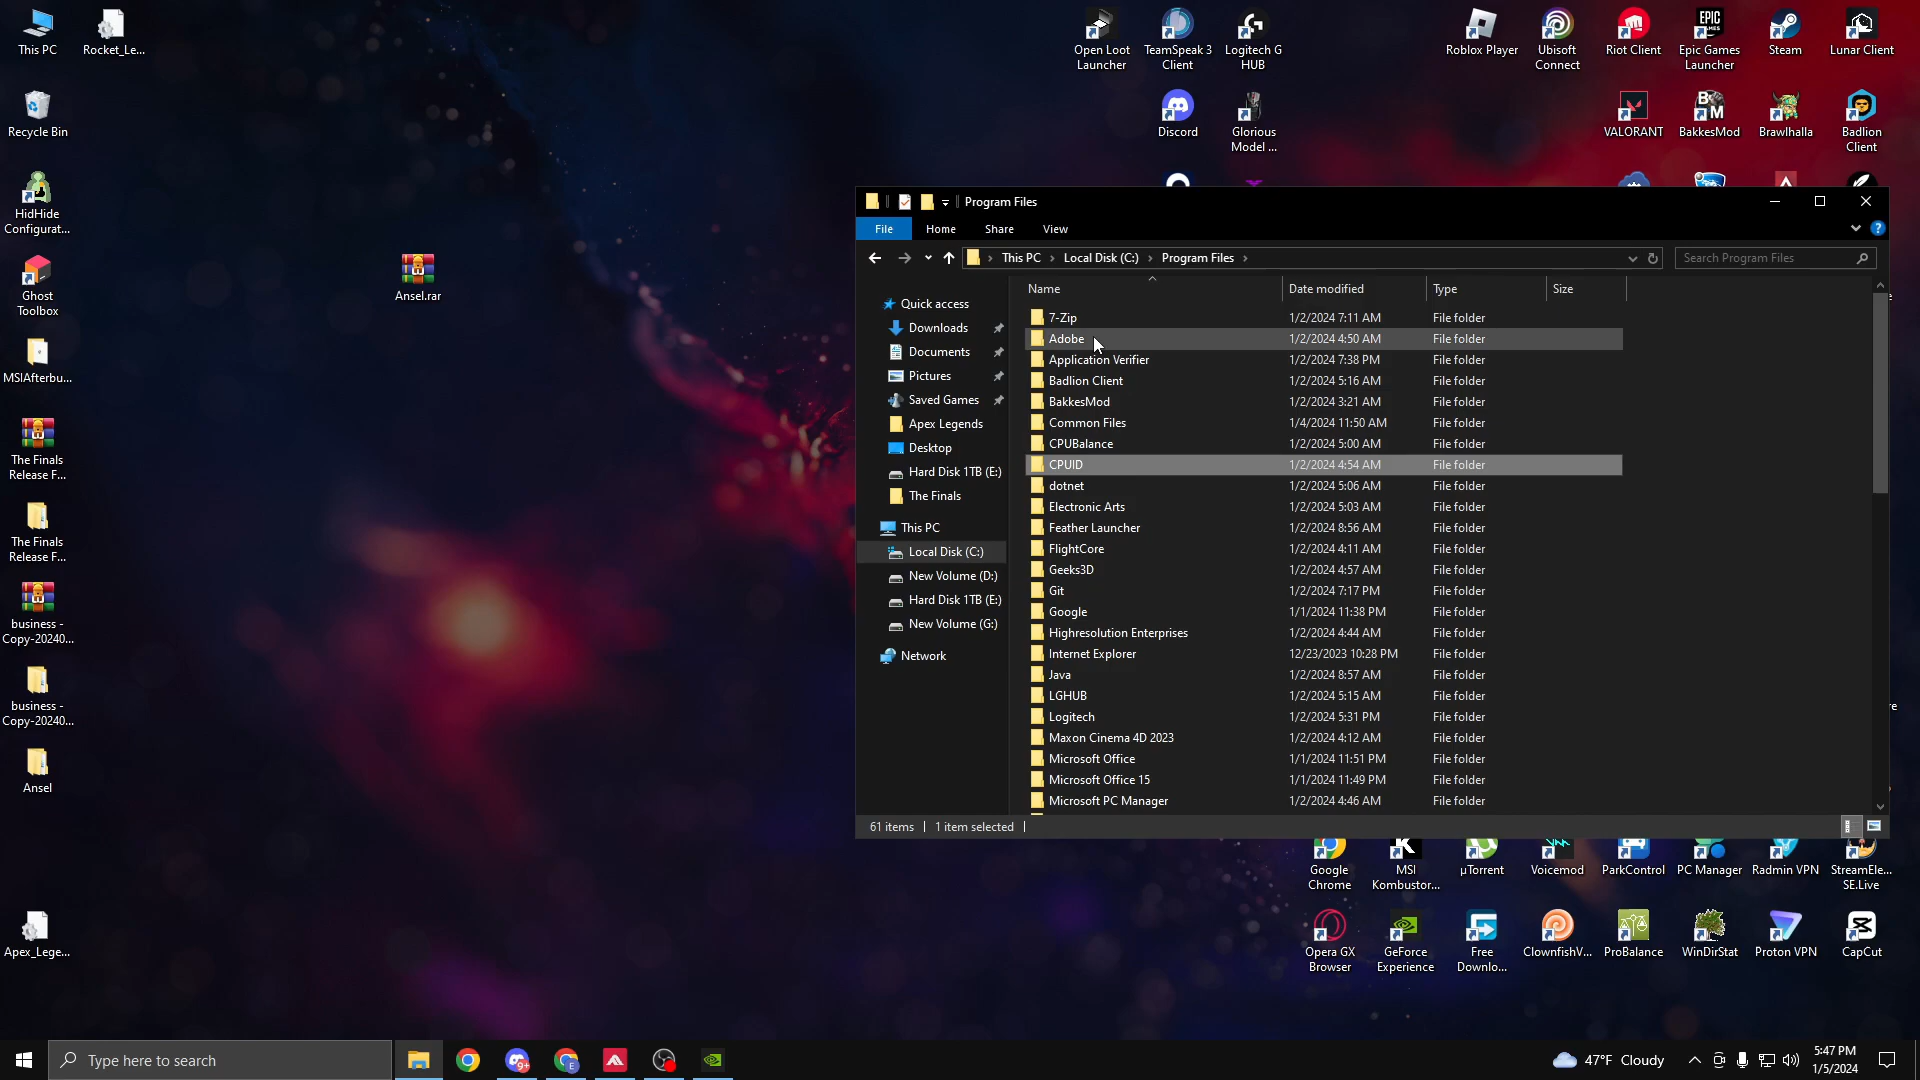 This PC
Rocket_Le...
Recycle Bin
HidHide
Configurat...
Ghost
Toolbox
MSIAfterbu...
The Finals
Release F...
The Finals
Release F...
business -
Copy-20240...
business -
Copy-20240...
Ansel
Apex_Lege...
Ansel.rar
Open Loot
Launcher
TeamSpeak 3
Client
Logitech G
HUB
Roblox Player
Ubisoft
Connect
Riot Client
EPIC
GAMES
Epic Games
Launcher
Steam
Lunar Client
Discord
Glorious
Model ...
VALORANT
BakkesMod
Brawlhalla
Badlion
Client
Program Files
File
Home
Share
View
This PC › Local Disk (C:) › Program Files ›
Search Program Files
Quick access
Downloads
Documents
Pictures
Saved Games
Apex Legends
Desktop
Hard Disk 1TB (E:)
The Finals
This PC
Local Disk (C:)
New Volume (D:)
Hard Disk 1TB (E:)
New Volume (G:)
Network
Name Date modified Type Size
7-Zip 1/2/2024 7:11 AM File folder
Adobe 1/2/2024 4:50 AM File folder
Application Verifier 1/2/2024 7:38 PM File folder
Badlion Client 1/2/2024 5:16 AM File folder
BakkesMod 1/2/2024 3:21 AM File folder
Common Files 1/4/2024 11:50 AM File folder
CPUBalance 1/2/2024 5:00 AM File folder
CPUID 1/2/2024 4:54 AM File folder
dotnet 1/2/2024 5:06 AM File folder
Electronic Arts 1/2/2024 5:03 AM File folder
Feather Launcher 1/2/2024 8:56 AM File folder
FlightCore 1/2/2024 4:11 AM File folder
Geeks3D 1/2/2024 4:57 AM File folder
Git 1/2/2024 7:17 PM File folder
Google 1/1/2024 11:38 PM File folder
Highresolution Enterprises 1/2/2024 4:44 AM File folder
Internet Explorer 12/23/2023 10:28 PM File folder
Java 1/2/2024 8:57 AM File folder
LGHUB 1/2/2024 5:15 AM File folder
Logitech 1/2/2024 5:31 PM File folder
Maxon Cinema 4D 2023 1/2/2024 4:12 AM File folder
Microsoft Office 1/1/2024 11:51 PM File folder
Microsoft Office 15 1/1/2024 11:49 PM File folder
Microsoft PC Manager 1/2/2024 4:46 AM File folder
61 items 1 item selected
Google
Chrome
MSI
Kombustor...
µTorrent
Voicemod
ParkControl
PC Manager
Radmin VPN
StreamEle...
SE.Live
Opera GX
Browser
GeForce
Experience
Free
Downlo...
ClownfishV...
ProBalance
WinDirStat
Proton VPN
CapCut
Type here to search
9+
E
47°F Cloudy
5:47 PM
1/5/2024